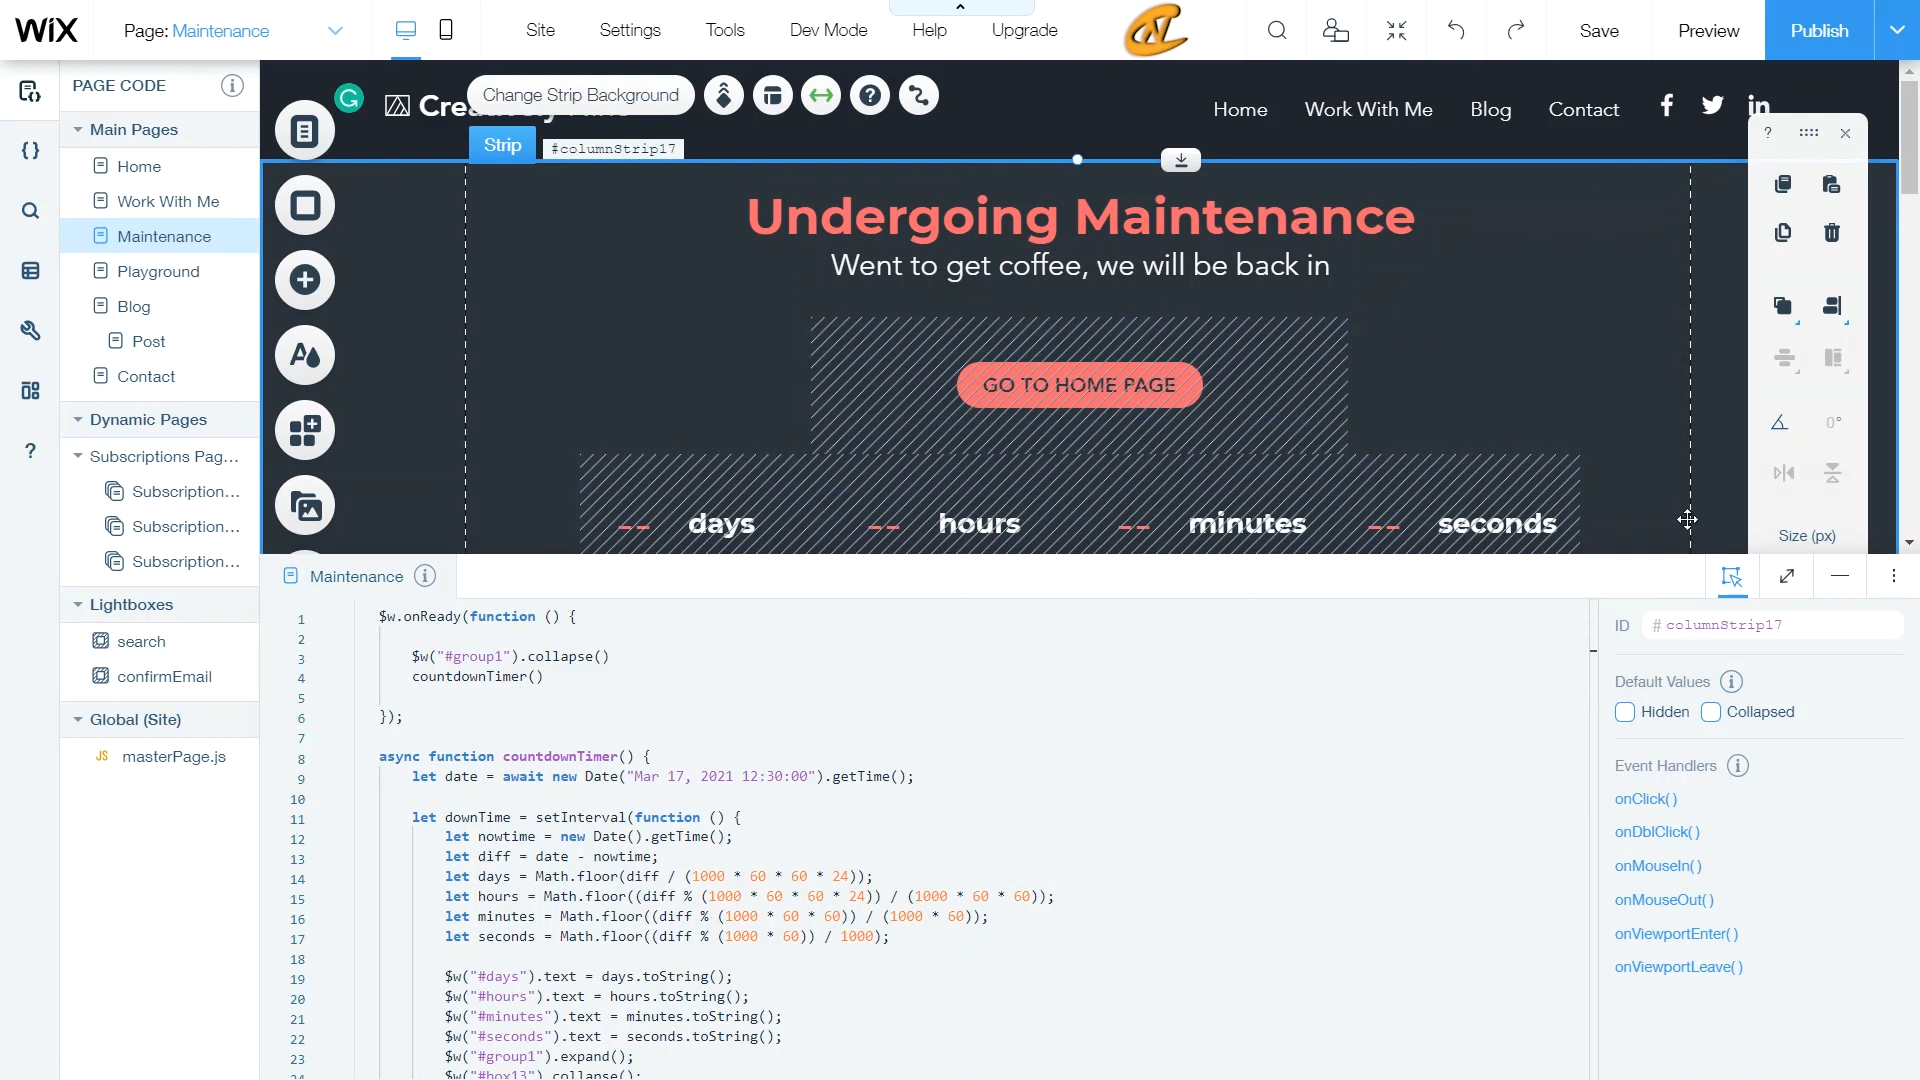 WiX
Page: Maintenance
Site
Settings
Tools
Dev Mode
Help
Upgrade
Save
Preview
Publish
PAGE CODE
Main Pages
Home
Work With Me
Maintenance
Playground
Blog
Post
Contact
Dynamic Pages
Subscriptions Pag...
Subscription...
Subscription...
Subscription...
Lightboxes
search
confirmEmail
Global (Site)
JS masterPage.js
Change Strip Background
Strip
#columnStrip17
Home
Work With Me
Blog
Contact
Undergoing Maintenance
Went to get coffee, we will be back in
GO TO HOME PAGE
-- days
-- hours
-- minutes
-- seconds
0°
Size (px)
Maintenance
1 $w.onReady(function () {
2
3 $w("#group1").collapse()
4 countdownTimer()
5
6 });
7
8 async function countdownTimer() {
9 let date = await new Date("Mar 17, 2021 12:30:00").getTime();
10
11 let downTime = setInterval(function () {
12 let nowtime = new Date().getTime();
13 let diff = date - nowtime;
14 let days = Math.floor(diff / (1000 * 60 * 60 * 24));
15 let hours = Math.floor((diff % (1000 * 60 * 60 * 24)) / (1000 * 60 * 60));
16 let minutes = Math.floor((diff % (1000 * 60 * 60)) / (1000 * 60));
17 let seconds = Math.floor((diff % (1000 * 60)) / 1000);
18
19 $w("#days").text = days.toString();
20 $w("#hours").text = hours.toString();
21 $w("#minutes").text = minutes.toString();
22 $w("#seconds").text = seconds.toString();
23 $w("#group1").expand();
24 $w("#box13").collapse();
ID # columnStrip17
Default Values
Hidden
Collapsed
Event Handlers
onClick()
onDblClick()
onMouseIn()
onMouseOut()
onViewportEnter()
onViewportLeave()